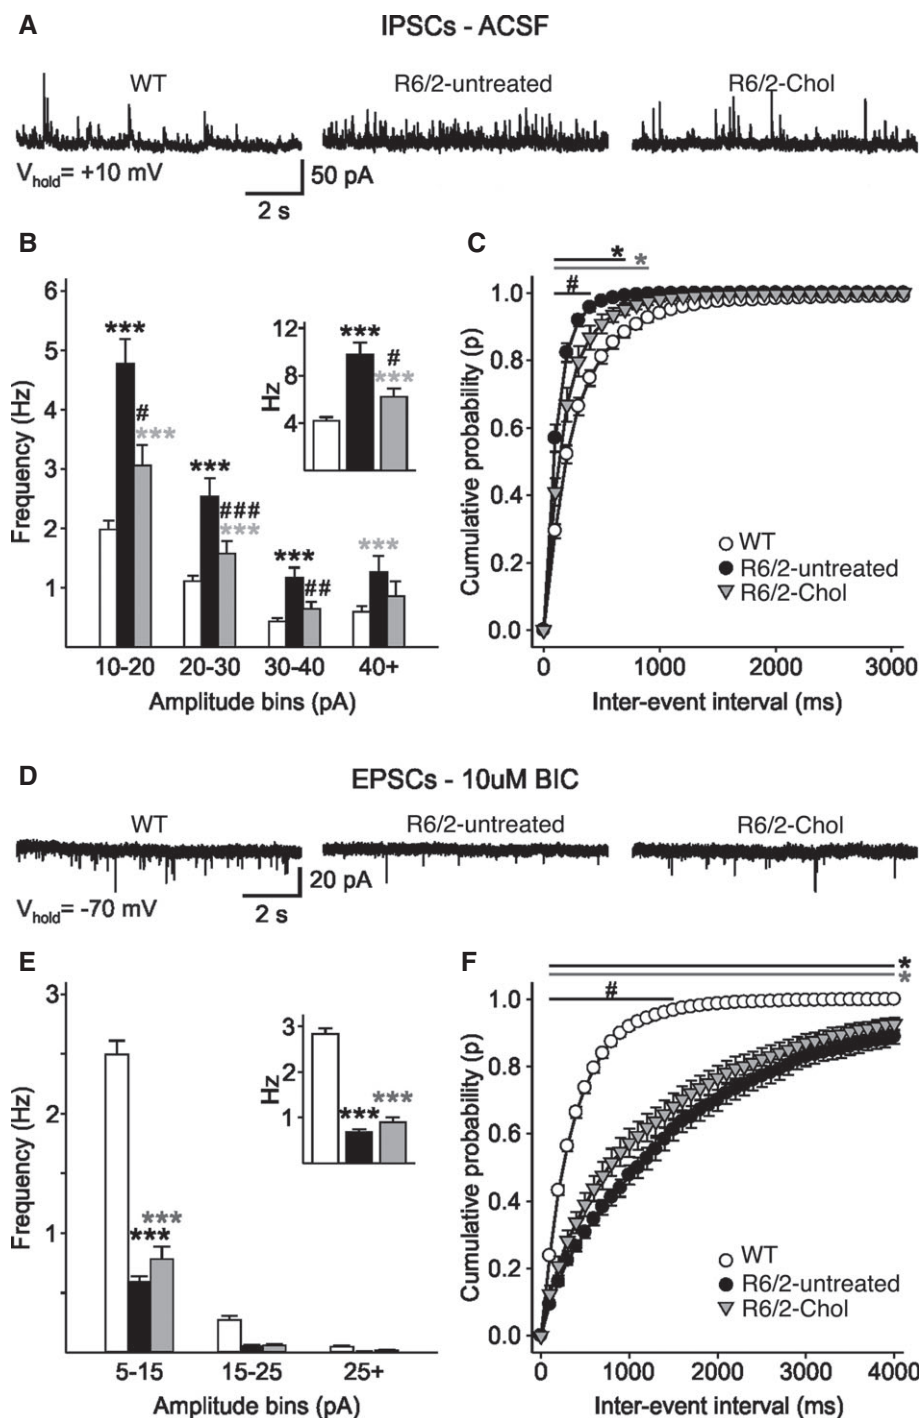 A
IPSCs - ACSF
WT
R6/2-untreated
R6/2-Chol
Vhold= +10 mV
50 pA
2 s
B
Frequency (Hz)
6
5
4
3
2
1
***
#
***
***
###
***
***
##
***
10-20
20-30
30-40
40+
Amplitude bins (pA)
Hz
12
8
4
***
#
***
C
*
*
#
Cumulative probability (p)
1.0
0.8
0.6
0.4
0.2
0.0
WT
R6/2-untreated
R6/2-Chol
0
1000
2000
3000
Inter-event interval (ms)
D
EPSCs - 10uM BIC
WT
R6/2-untreated
R6/2-Chol
20 pA
Vhold= -70 mV
2 s
E
Frequency (Hz)
3
2
1
***
***
5-15
15-25
25+
Amplitude bins (pA)
Hz
3
2
1
***
***
F
*
*
#
Cumulative probability (p)
1.0
0.8
0.6
0.4
0.2
0.0
WT
R6/2-untreated
R6/2-Chol
0
1000
2000
3000
4000
Inter-event interval (ms)